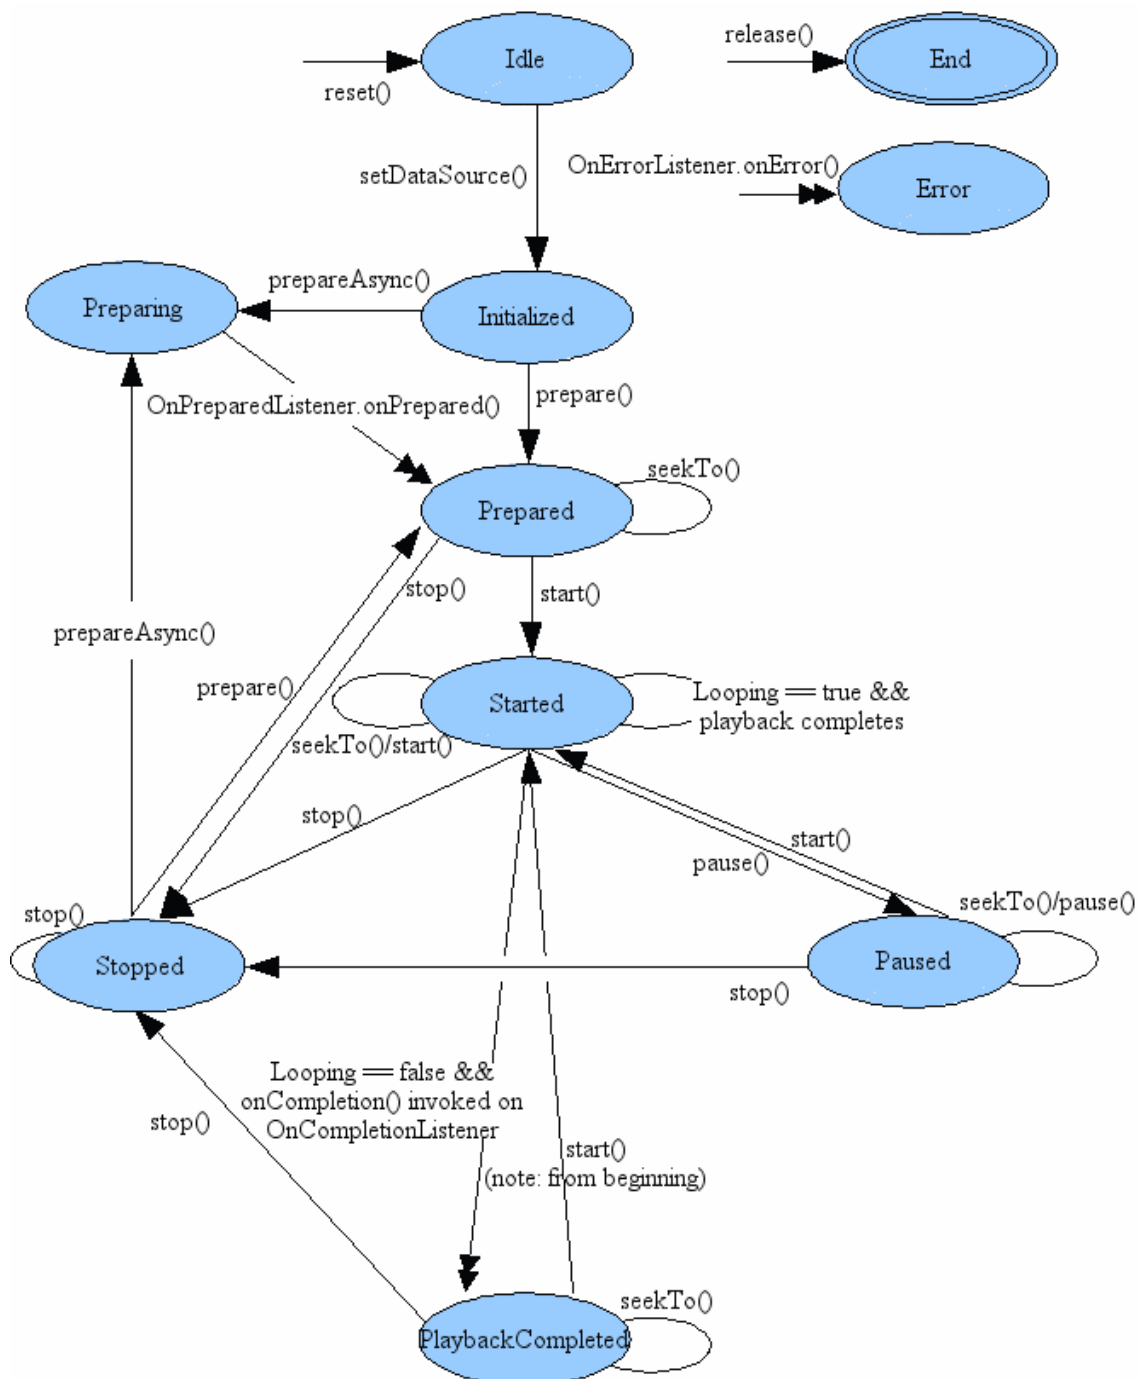 Idle
release()
End
reset()
OnErrorListener.onError()
setDataSource()
Error
prepareAsync()
Preparing
Initialized
prepare()
OnPreparedListener.onPrepared()
seekTo()
Prepared
stop()
start()
prepareAsync()
prepare()
Started
Looping == true &&
playback completes
seekTo()/start()
stop()
start()
pause()
seekTo()/pause()
stop()
Stopped
Paused
stop()
Looping == false &&
onCompletion() invoked on
OnCompletionListener
stop()
start()
(note: from beginning)
seekTo()
PlaybackCompleted